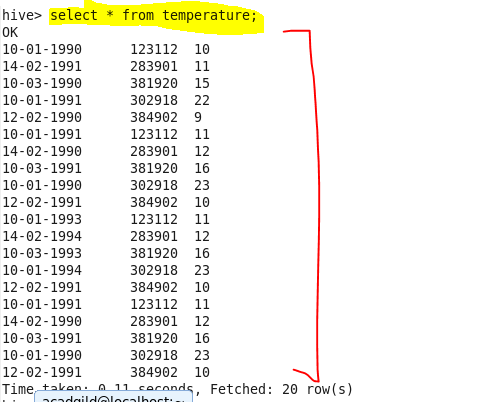 hive> select * from temperature;
OK
10-01-1990 123112 10
14-02-1991 283901 11
10-03-1990 381920 15
10-01-1991 302918 22
12-02-1990 384902 9
10-01-1991 123112 11
14-02-1990 283901 12
10-03-1991 381920 16
10-01-1990 302918 23
12-02-1991 384902 10
10-01-1993 123112 11
14-02-1994 283901 12
10-03-1993 381920 16
10-01-1994 302918 23
12-02-1991 384902 10
10-01-1991 123112 11
14-02-1990 283901 12
10-03-1991 381920 16
10-01-1990 302918 23
12-02-1991 384902 10
Time taken: 0.11 seconds, Fetched: 20 row(s)
acadgild@localhost:~